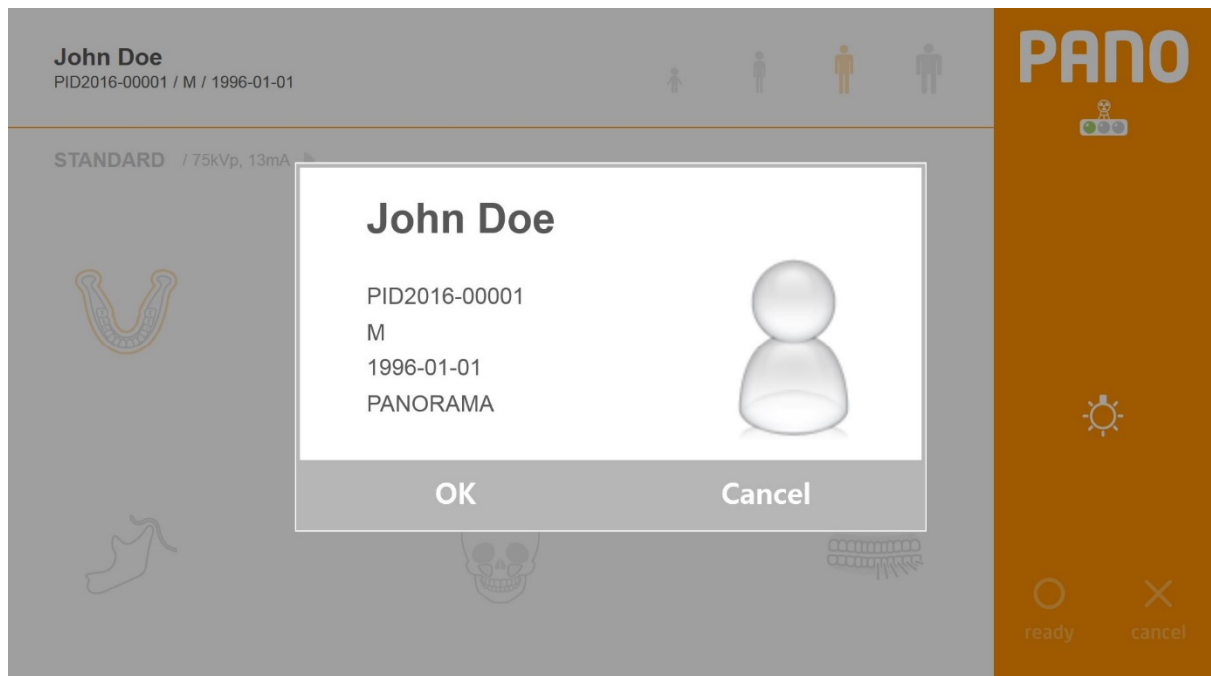 John Doe
PID2016-00001 / M / 1996-01-01
PANO
STANDARD / 75kVp, 13mA
John Doe
PID2016-00001
M
1996-01-01
PANORAMA
OK Cancel
ready cancel